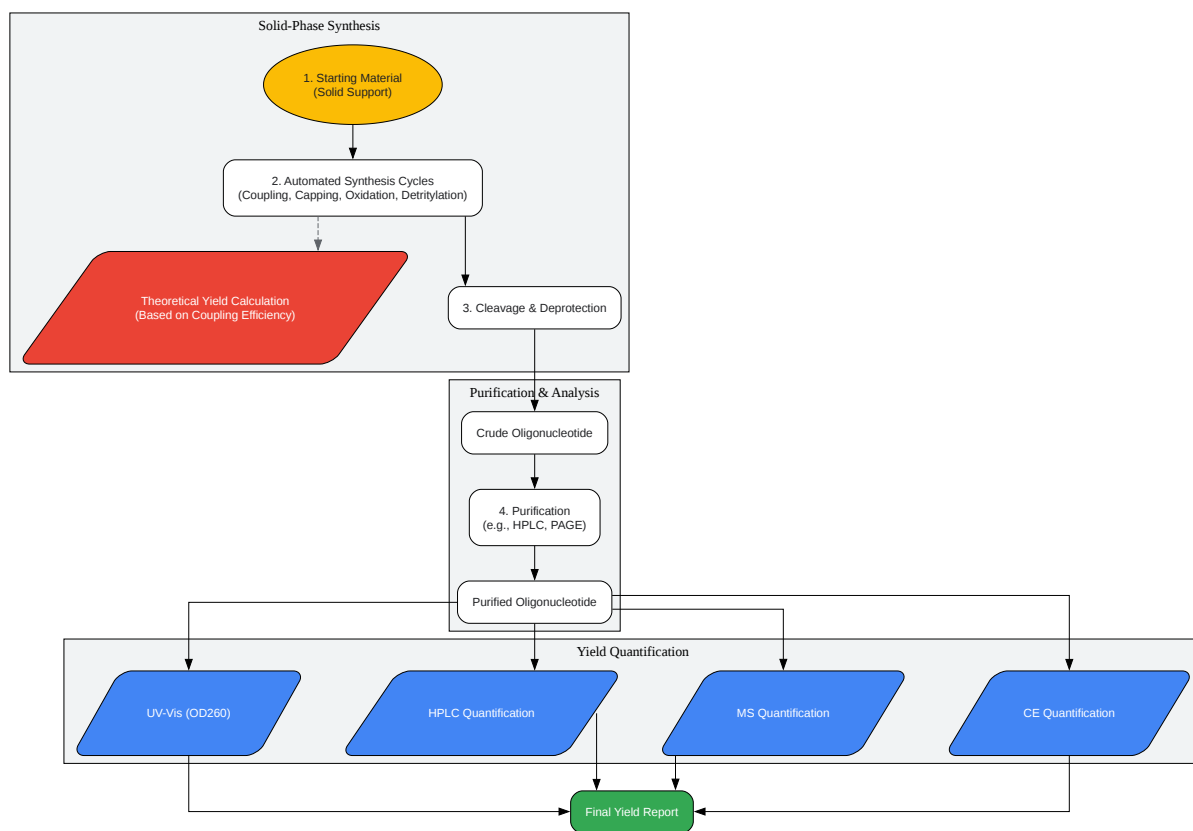 Solid-Phase Synthesis
1. Starting Material
(Solid Support)
2. Automated Synthesis Cycles
(Coupling, Capping, Oxidation, Detritylation)
Theoretical Yield Calculation
(Based on Coupling Efficiency)
3. Cleavage & Deprotection
Purification & Analysis
Crude Oligonucleotide
4. Purification
(e.g., HPLC, PAGE)
Purified Oligonucleotide
Yield Quantification
UV-Vis (OD260)
HPLC Quantification
MS Quantification
CE Quantification
Final Yield Report